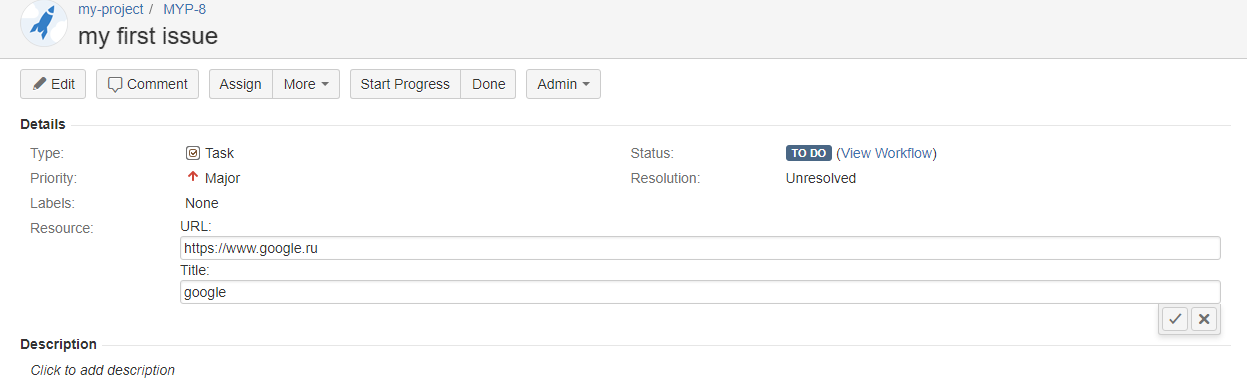 my-project / MYP-8
my first issue
Edit Comment Assign More Start Progress Done Admin
Details
Type: Task Status: TO DO (View Workflow)
Priority: Major Resolution: Unresolved
Labels: None
Resource: URL:
https://www.google.ru
Title:
google
Description
Click to add description